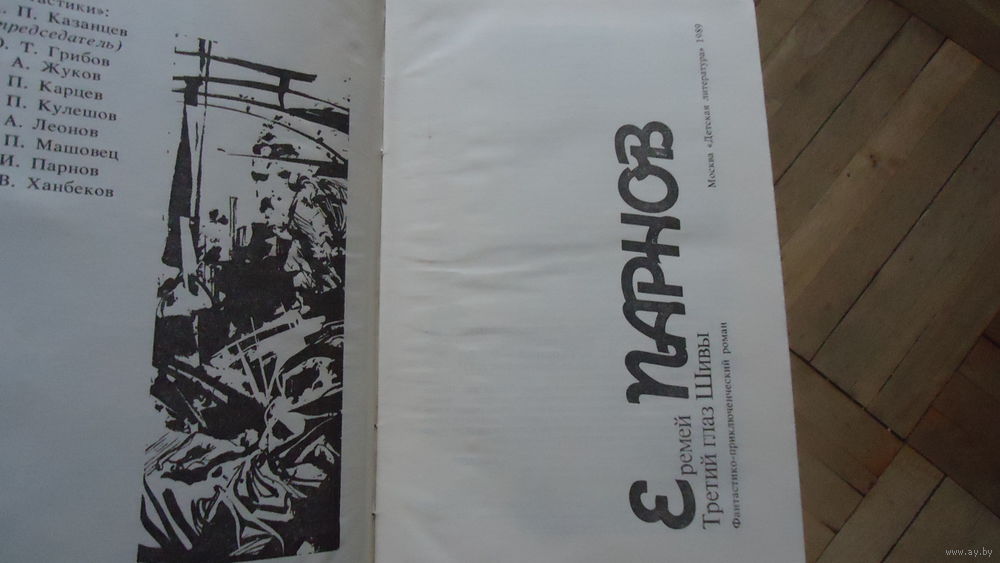 астики»:
. П. Казанцев
председатель)
. Т. Грибов
А. Жуков
П. Карцев
П. Кулешов
А. Леонов
П. Машовец
И. Парнов
В. Ханбеков
Еремей
ПАРНОВ
Третий глаз Шивы
Фантастико-приключенческий роман
Москва «Детская литература» 1989
www.ay.by